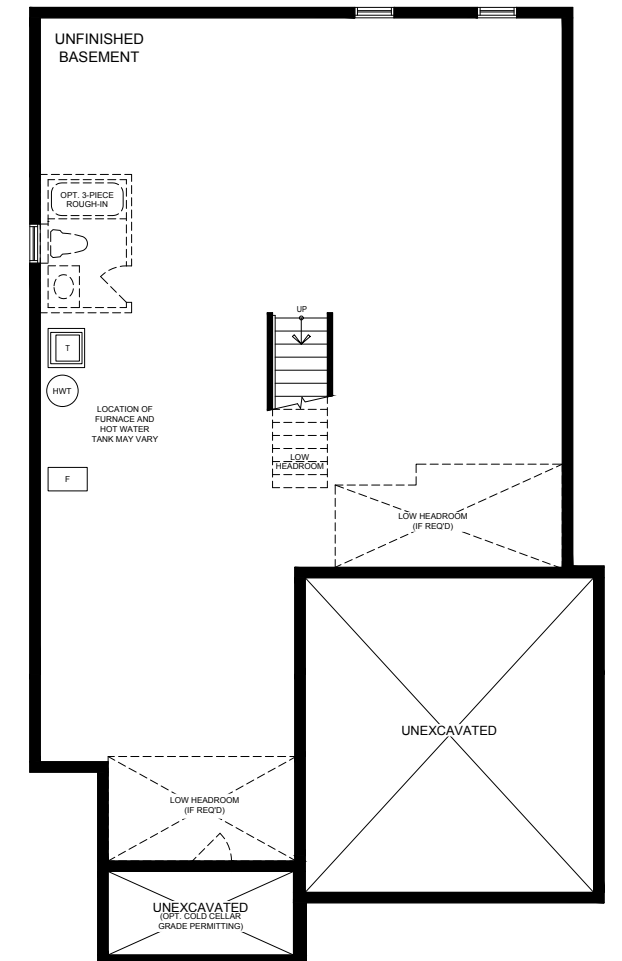 UNFINISHED
BASEMENT
OPT. 3-PIECE
ROUGH-IN
UP
T
HWT
LOCATION OF
FURNACE AND
HOT WATER
TANK MAY VARY
F
LOW
HEADROOM
LOW HEADROOM
(IF REQ'D)
UNEXCAVATED
LOW HEADROOM
(IF REQ'D)
UNEXCAVATED
(OPT. COLD CELLAR
GRADE PERMITTING)